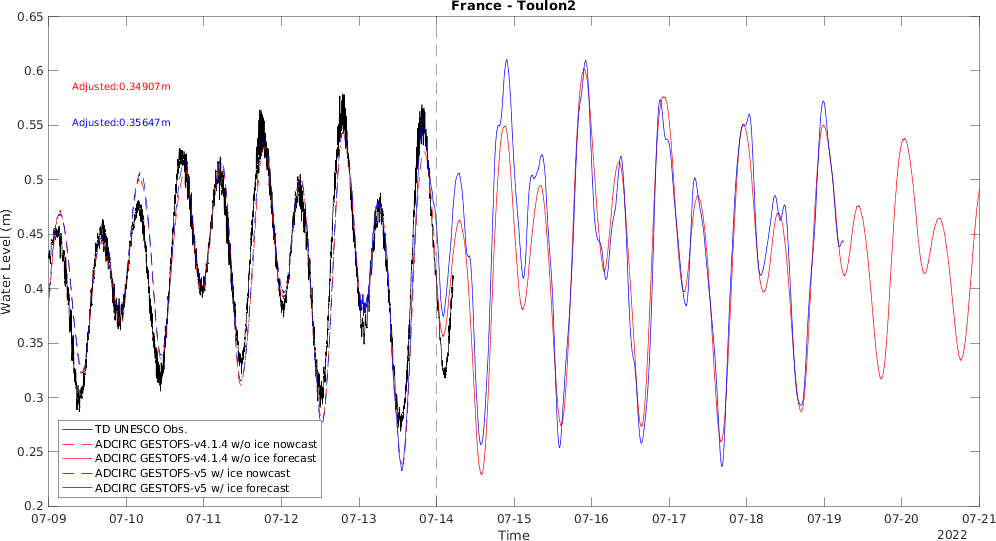 France - Toulon2
0.65
0.6
0.55
0.5
0.45
0.4
0.35
0.3
0.25
0.2
Water Level (m)
Adjusted:0.34907m
Adjusted:0.35647m
TD UNESCO Obs.
ADCIRC GESTOFS-v4.1.4 w/o ice nowcast
ADCIRC GESTOFS-v4.1.4 w/o ice forecast
ADCIRC GESTOFS-v5 w/ ice nowcast
ADCIRC GESTOFS-v5 w/ ice forecast
07-09 07-10 07-11 07-12 07-13 07-14 07-15 07-16 07-17 07-18 07-19 07-20 07-21
Time
2022